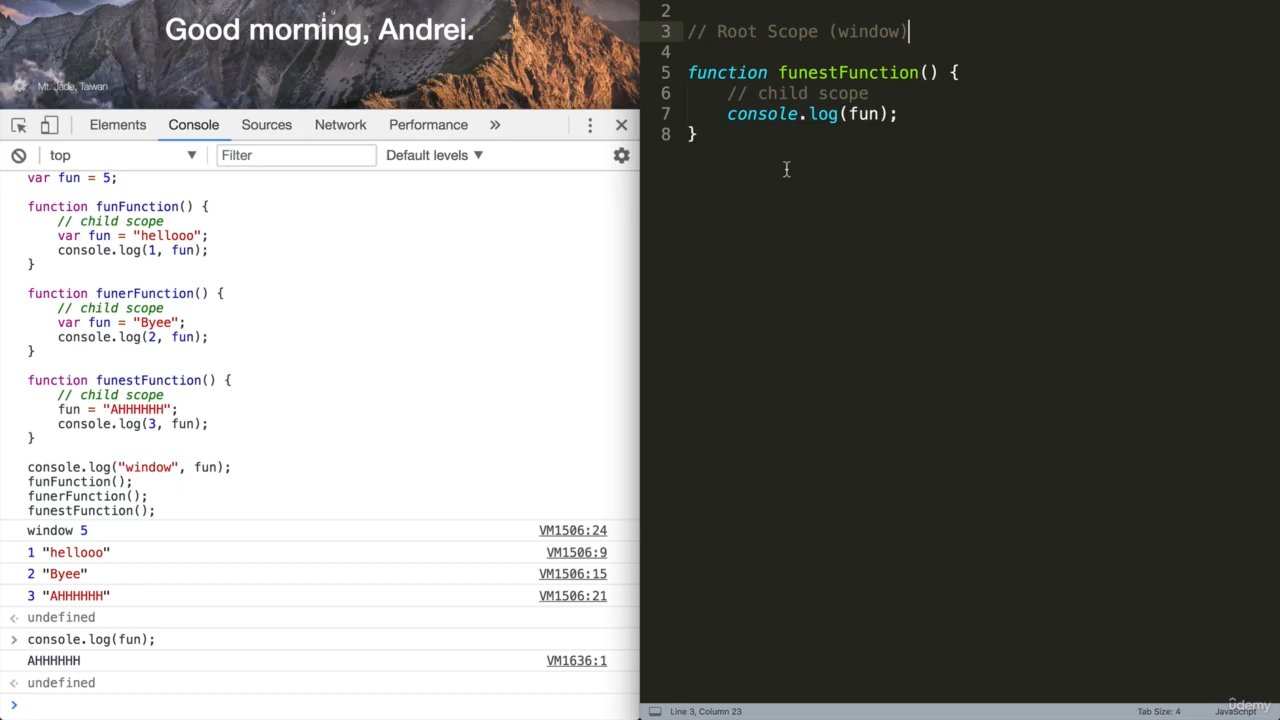 Good morning, Andrei.
Mt. Jade, Taiwan
Elements Console Sources Network Performance »
top ▼ Filter Default levels ▼
var fun = 5;
function funFunction() {
// child scope
var fun = "hellooo";
console.log(1, fun);
}
function funerFunction() {
// child scope
var fun = "Byee";
console.log(2, fun);
}
function funestFunction() {
// child scope
fun = "AHHHHHH";
console.log(3, fun);
}
console.log("window", fun);
funFunction();
funerFunction();
funestFunction();
window 5 VM1506:24
1 "hellooo" VM1506:9
2 "Byee" VM1506:15
3 "AHHHHHH" VM1506:21
undefined
> console.log(fun);
AHHHHHH VM1636:1
undefined
>
2
3 // Root Scope (window)
4
5 function funestFunction() {
6 // child scope
7 console.log(fun);
8 }
Line 3, Column 23 Tab Size: 4 JavaScript
udemy